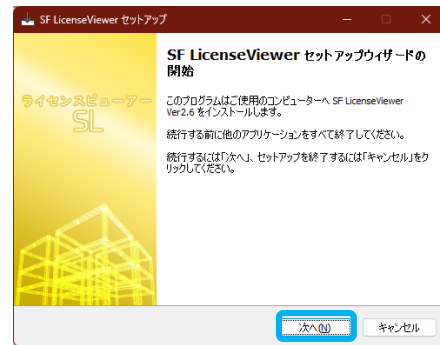 SF LicenseViewer セットアップ
SF LicenseViewer セットアップウィザードの
開始
ライセンスビューアー
SL
このプログラムはご使用のコンピューターへ SF LicenseViewer
Ver2.6 をインストールします。
続行する前に他のアプリケーションをすべて終了してください。
続行するには「次へ」、セットアップを終了するには「キャンセル」をク
リックしてください。
次へ(N)
キャンセル